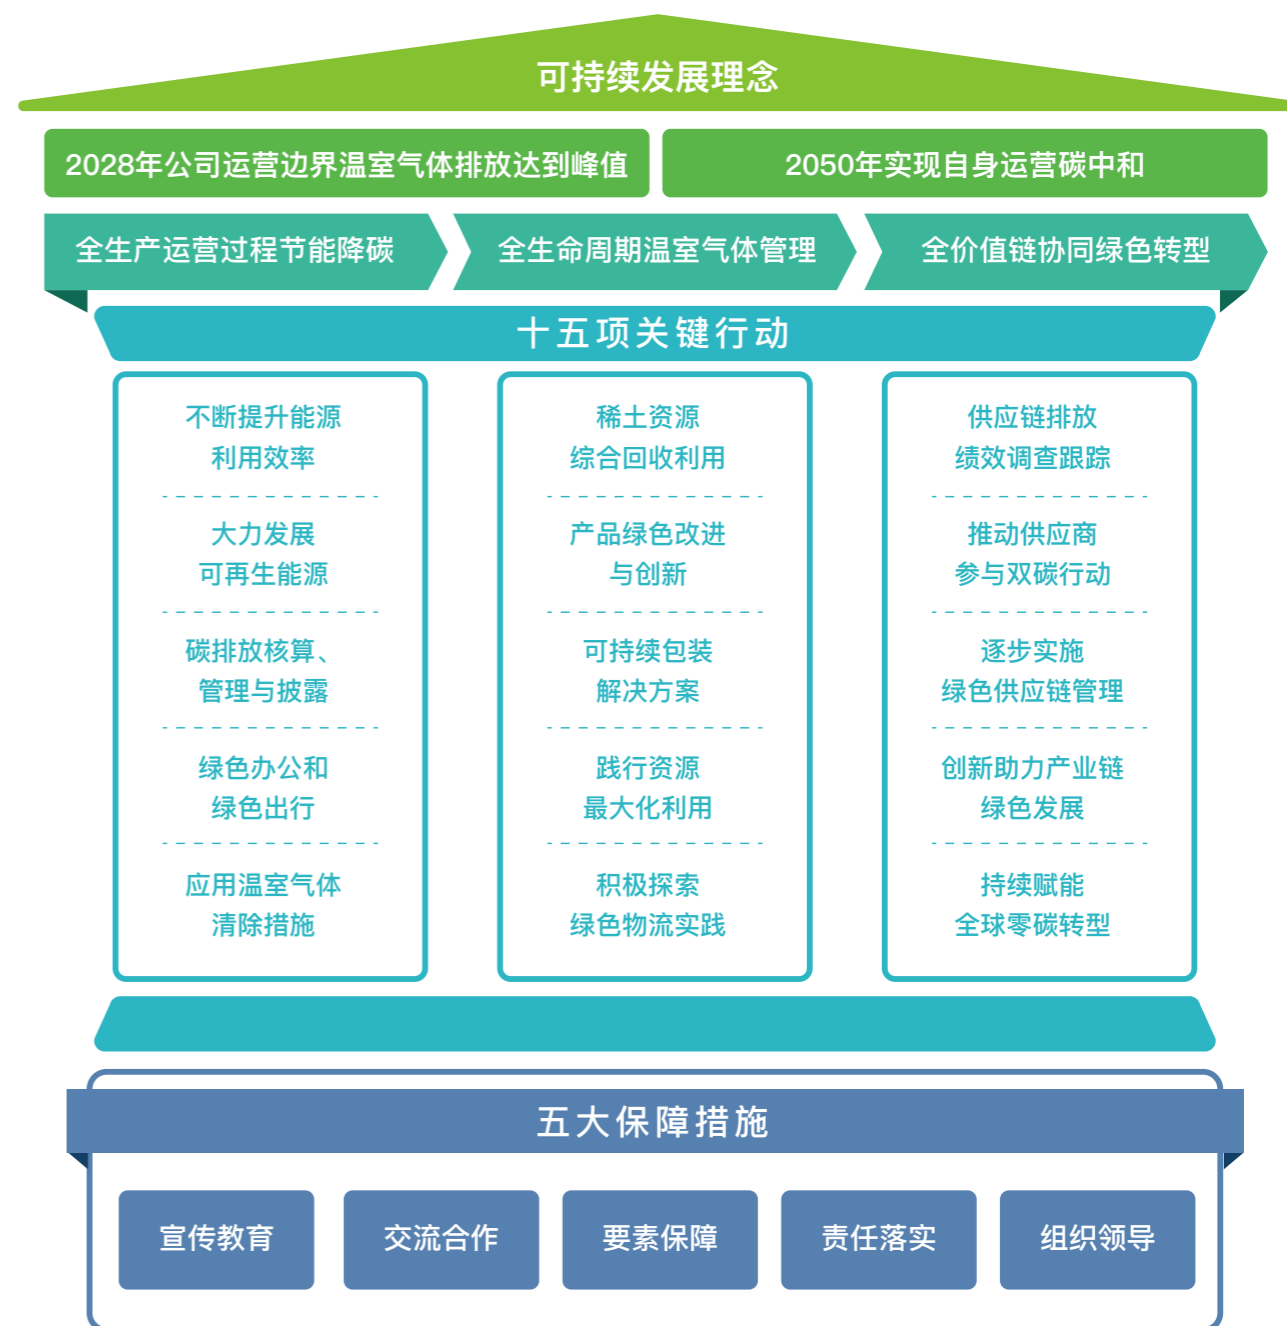 可持续发展理念
2028年公司运营边界温室气体排放达到峰值
2050年实现自身运营碳中和
全生产运营过程节能降碳
全生命周期温室气体管理
全价值链协同绿色转型
十五项关键行动
不断提升能源
利用效率
大力发展
可再生能源
碳排放核算、
管理与披露
绿色办公和
绿色出行
应用温室气体
清除措施
稀土资源
综合回收利用
产品绿色改进
与创新
可持续包装
解决方案
践行资源
最大化利用
积极探索
绿色物流实践
供应链排放
绩效调查跟踪
推动供应商
参与双碳行动
逐步实施
绿色供应链管理
创新助力产业链
绿色发展
持续赋能
全球零碳转型
五大保障措施
宣传教育
交流合作
要素保障
责任落实
组织领导